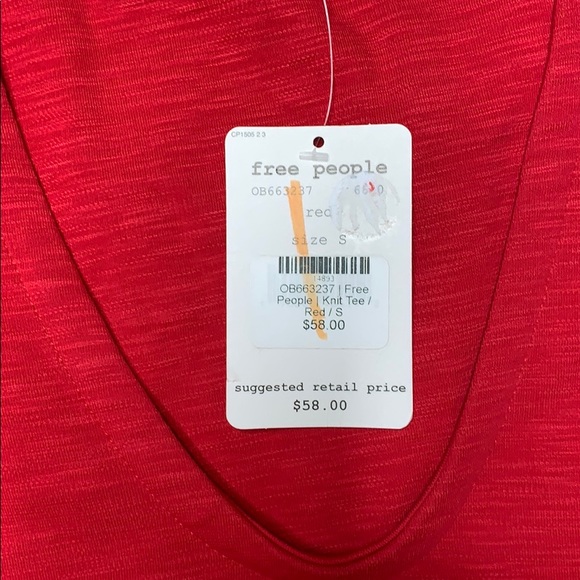 CP1505 2.3
free people
OB663237
red
size S
14893
OB663237 | Free
People | Knit Tee /
Red / S
$58.00
suggested retail price
$58.00